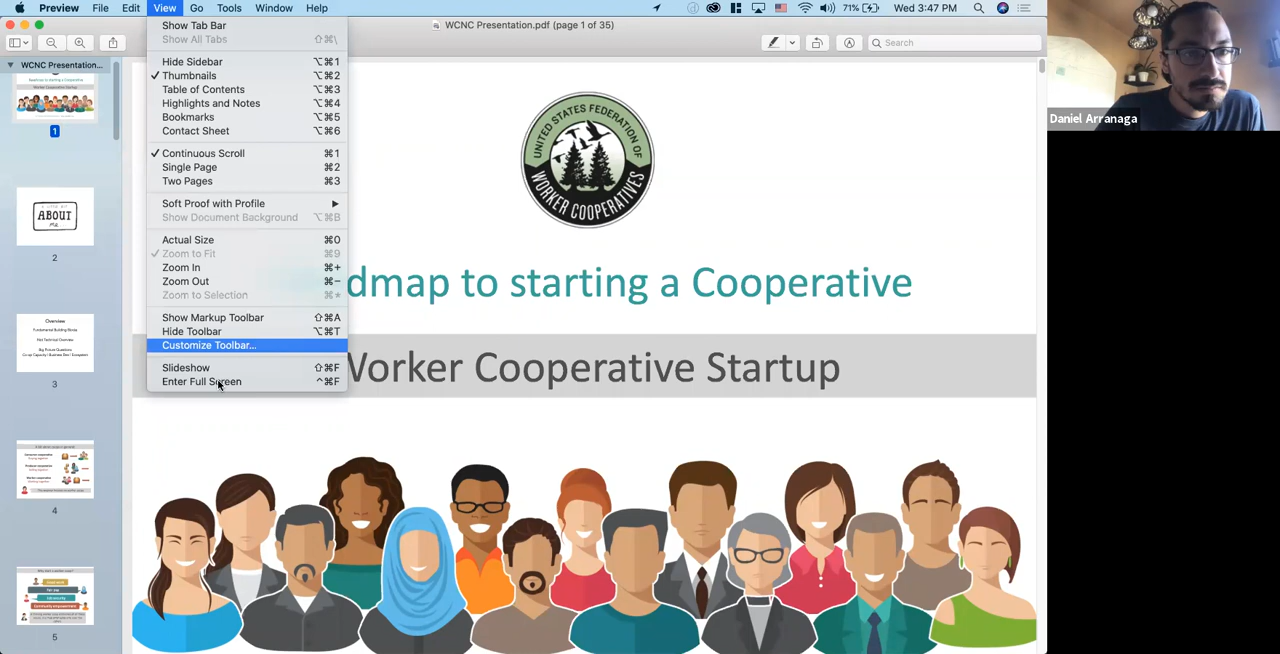 Preview File Edit View Go Tools Window Help
71% Wed 3:47 PM
WCNC Presentation.pdf (page 1 of 35)
Search
WCNC Presentation...
Show Tab Bar
Show All Tabs ⇧⌘\
Hide Sidebar ⌥⌘1
✓ Thumbnails ⌥⌘2
Table of Contents ⌥⌘3
Highlights and Notes ⌥⌘4
Bookmarks ⌥⌘5
Contact Sheet ⌥⌘6
✓ Continuous Scroll ⌘1
Single Page ⌘2
Two Pages ⌘3
Soft Proof with Profile ▶
Show Document Background ⌥⌘B
Actual Size ⌘0
✓ Zoom to Fit ⌘9
Zoom In ⌘+
Zoom Out ⌘−
Zoom to Selection ⌘*
Show Markup Toolbar ⇧⌘A
Hide Toolbar ⌥⌘T
Customize Toolbar...
Slideshow ⇧⌘F
Enter Full Screen ^⌘F
1
ABOUT
2
Overview
Fundamental Building Blocks
3
4
5
UNITED STATES FEDERATION OF
WORKER COOPERATIVES
dmap to starting a Cooperative
Worker Cooperative Startup
Daniel Arranaga